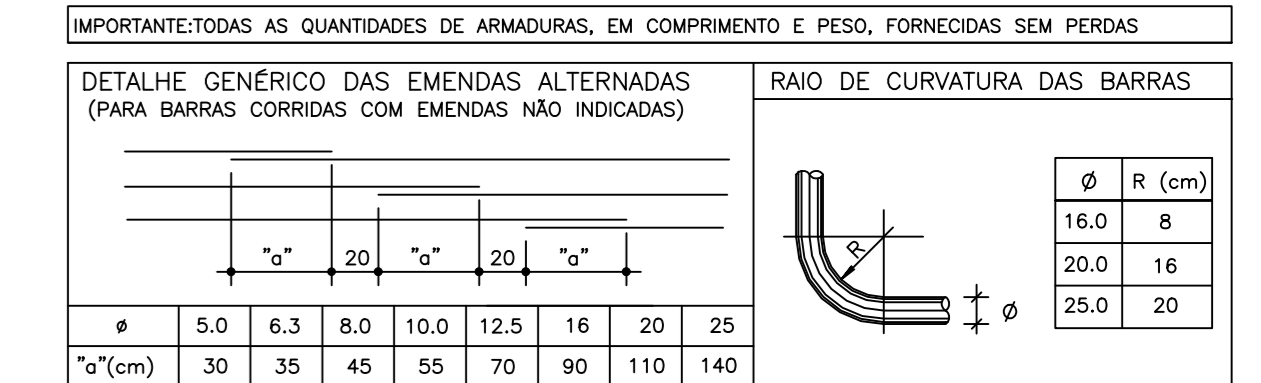 IMPORTANTE:TODAS AS QUANTIDADES DE ARMADURAS, EM COMPRIMENTO E PESO, FORNECIDAS SEM PERDAS
DETALHE GENÉRICO DAS EMENDAS ALTERNADAS
(PARA BARRAS CORRIDAS COM EMENDAS NÃO INDICADAS)
"a" 20 "a" 20 "a"
ø 5.0 6.3 8.0 10.0 12.5 16 20 25
"a"(cm) 30 35 45 55 70 90 110 140
RAIO DE CURVATURA DAS BARRAS
R
Ø
Ø R (cm)
16.0 8
20.0 16
25.0 20